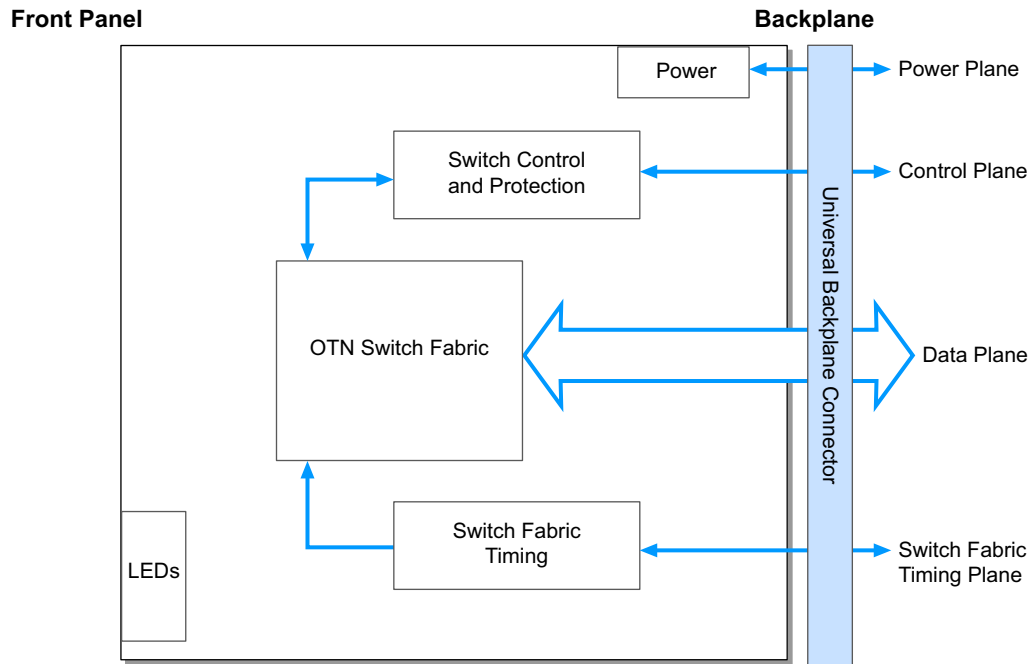 Front Panel
Backplane
Power
Power Plane
Switch Control
and Protection
Control Plane
Universal Backplane Connector
OTN Switch Fabric
Data Plane
Switch Fabric
Timing
Switch Fabric
Timing Plane
LEDs